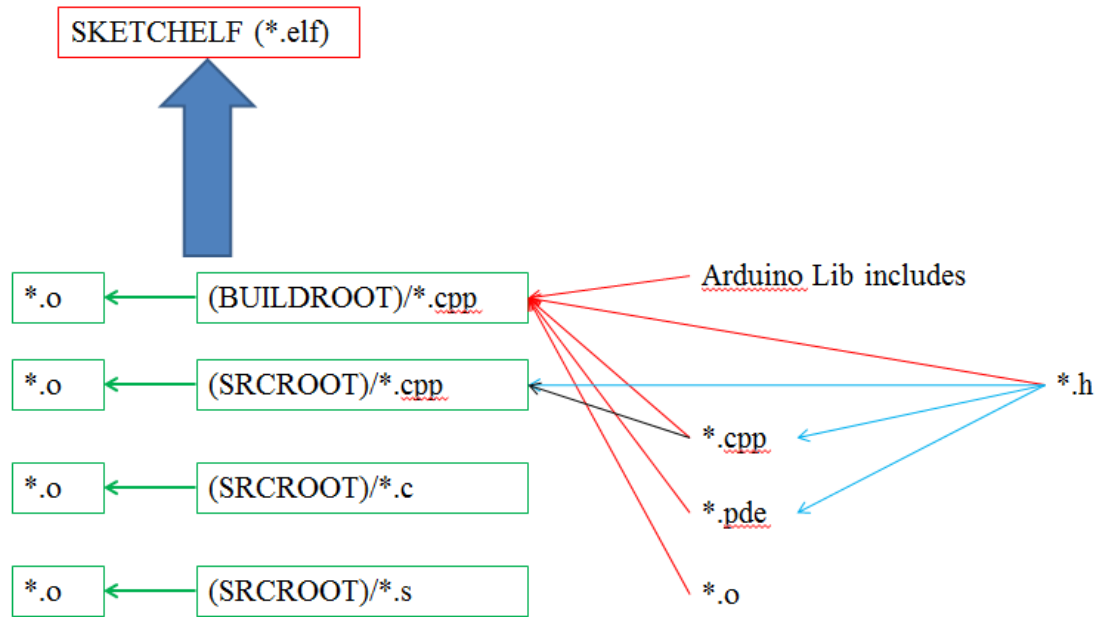 SKETCHELF (*.elf)
*.o
(BUILDROOT)/*.cpp
Arduino Lib includes
*.o
(SRCROOT)/*.cpp
*.h
*.cpp
*.o
(SRCROOT)/*.c
*.pde
*.o
(SRCROOT)/*.s
*.o